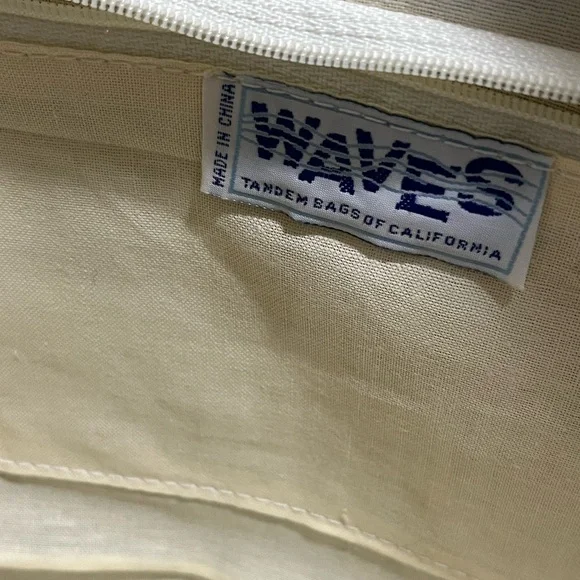 MADE IN CHINA
WAVES
TANDEM BAGS OF CALIFORNIA